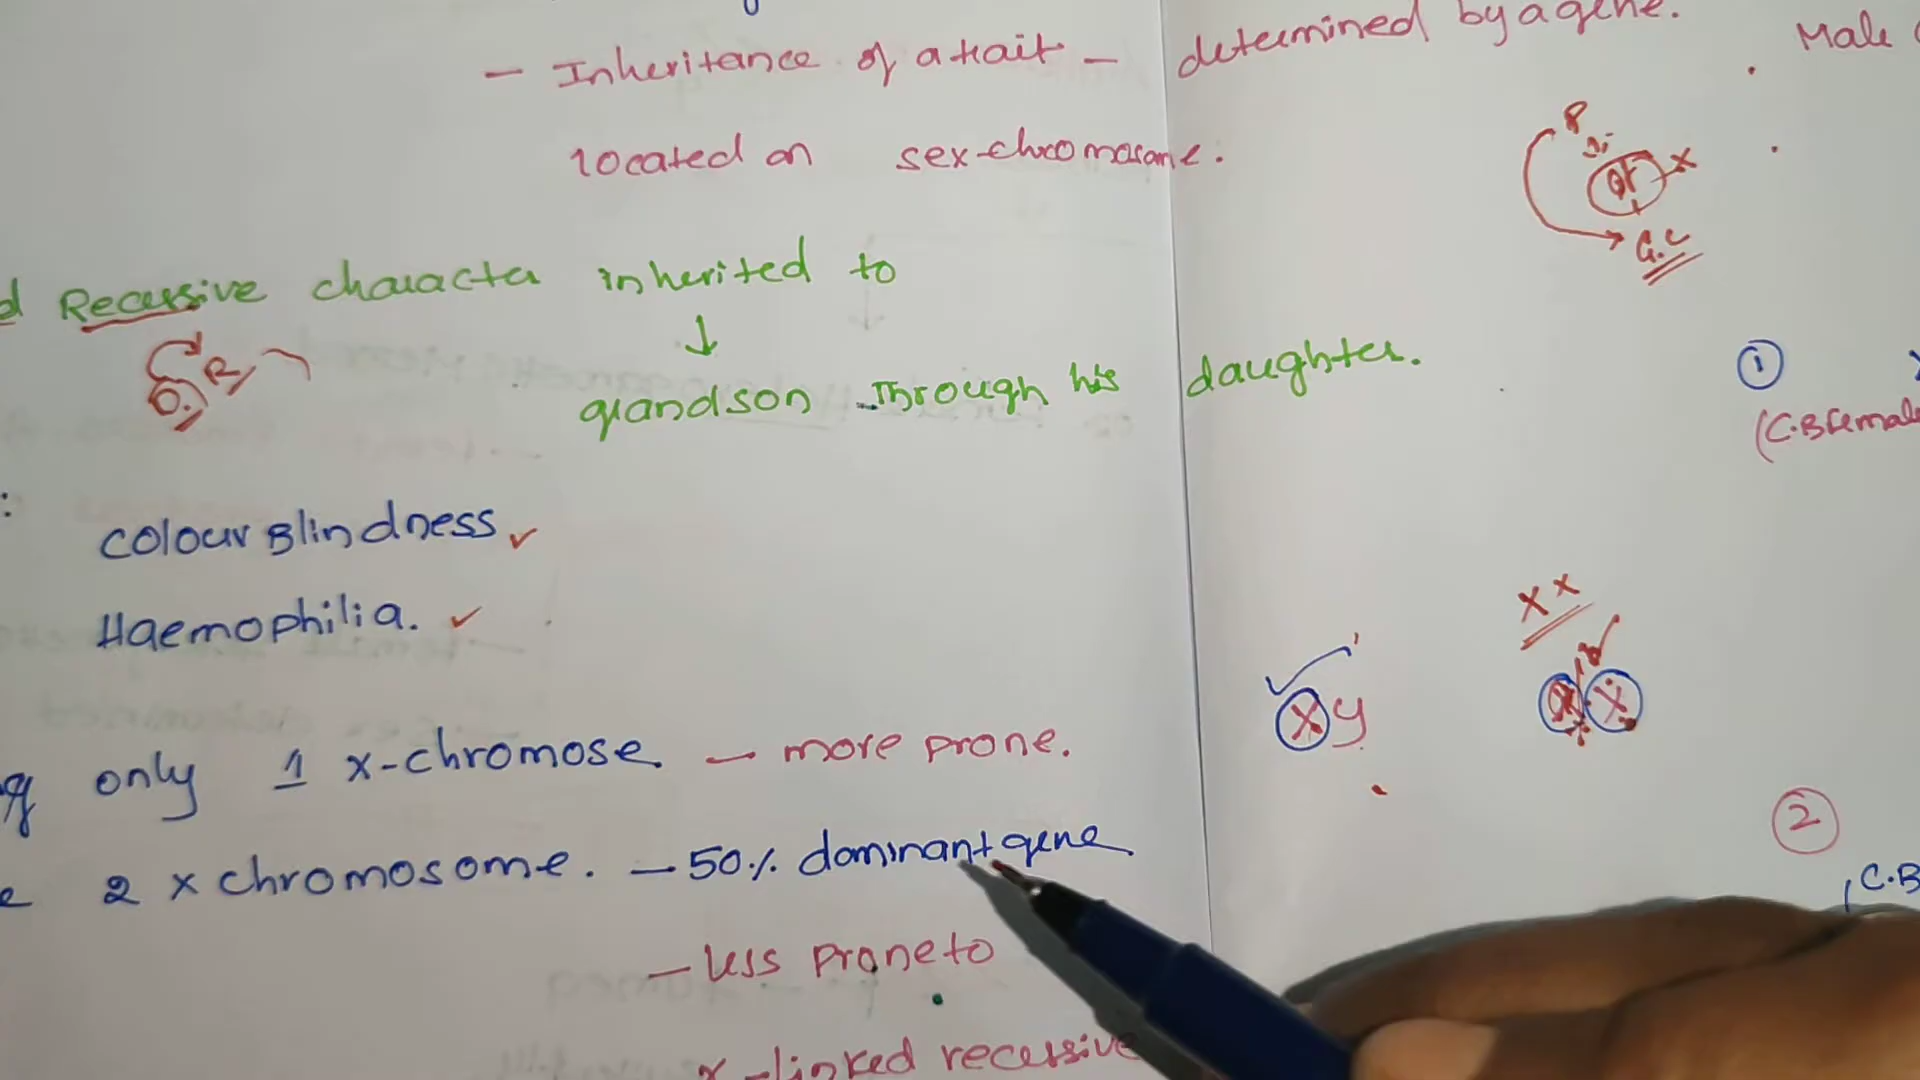 - Inheritance of a trait - determined by a gene.
located on sex-chromosome.
Male
P
X
G.C
d Recessive character inherited to
↓
R
grandson through his daughter.
1
(C.B female
: colour Blindness ✓
Haemophilia. ✓
XX
XY
X X
g only 1 x-chromose. - more prone.
2
e 2 x chromosome. - 50% dominant gene.
(C.B
- less prone to
x-linked recessive